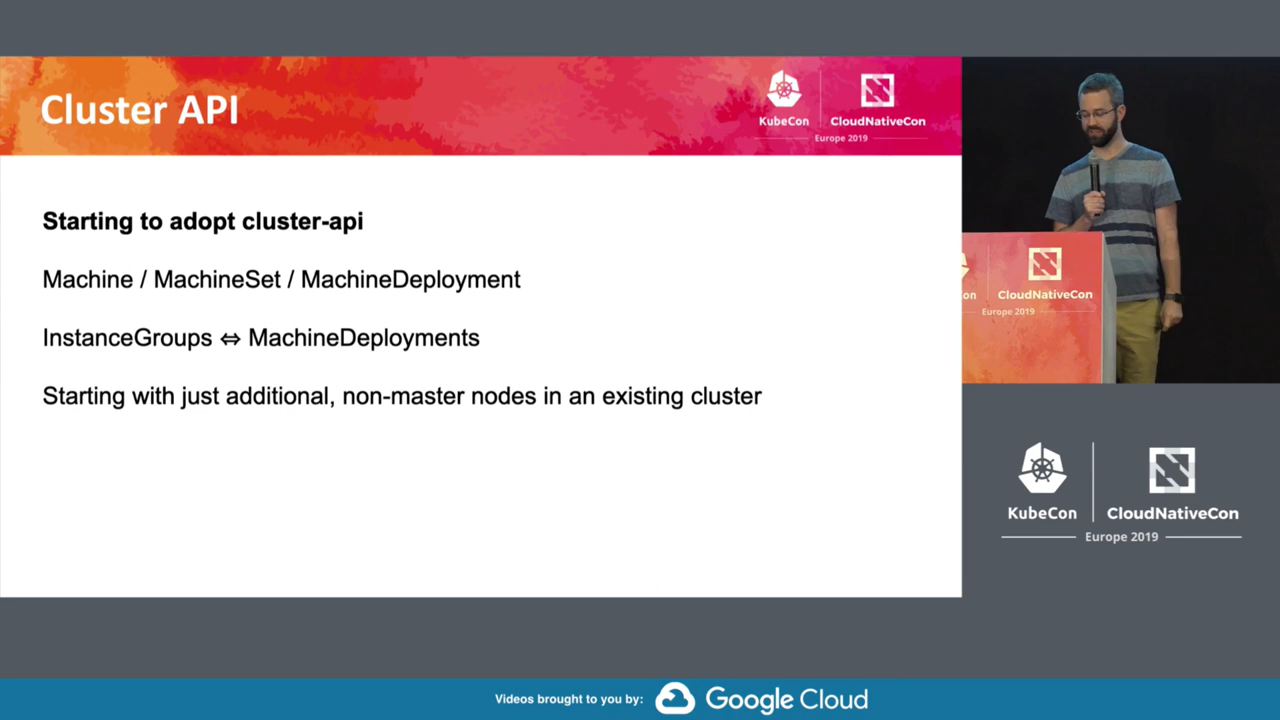 Cluster API
KubeCon
CloudNativeCon
Europe 2019
Starting to adopt cluster-api
Machine / MachineSet / MachineDeployment
InstanceGroups ⇔ MachineDeployments
Starting with just additional, non-master nodes in an existing cluster
on
CloudNativeCon
Europe 2019
KubeCon
CloudNativeCon
Europe 2019
Videos brought to you by:
Google Cloud